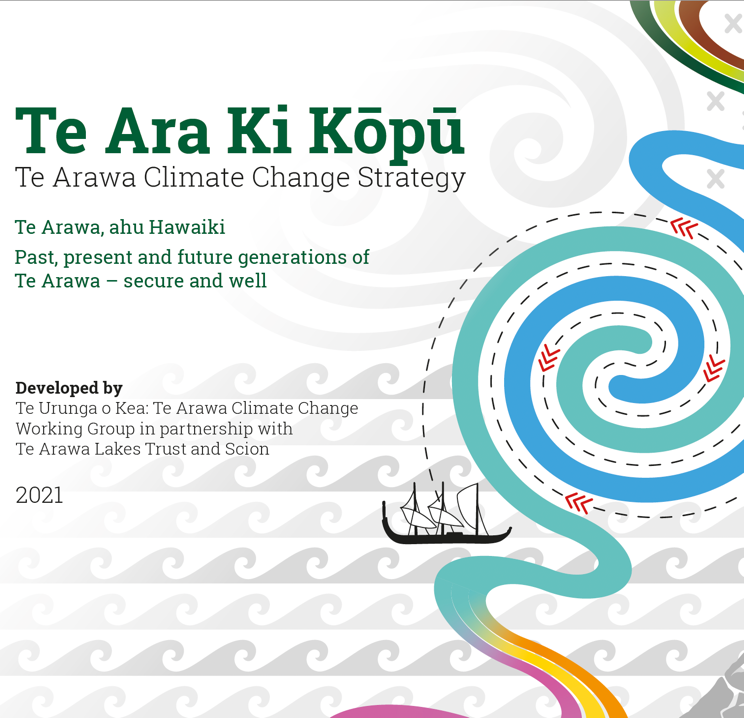 Te Ara Ki Kōpū
Te Arawa Climate Change Strategy
Te Arawa, ahu Hawaiki
Past, present and future generations of
Te Arawa – secure and well
Developed by
Te Urunga o Kea: Te Arawa Climate Change
Working Group in partnership with
Te Arawa Lakes Trust and Scion
2021